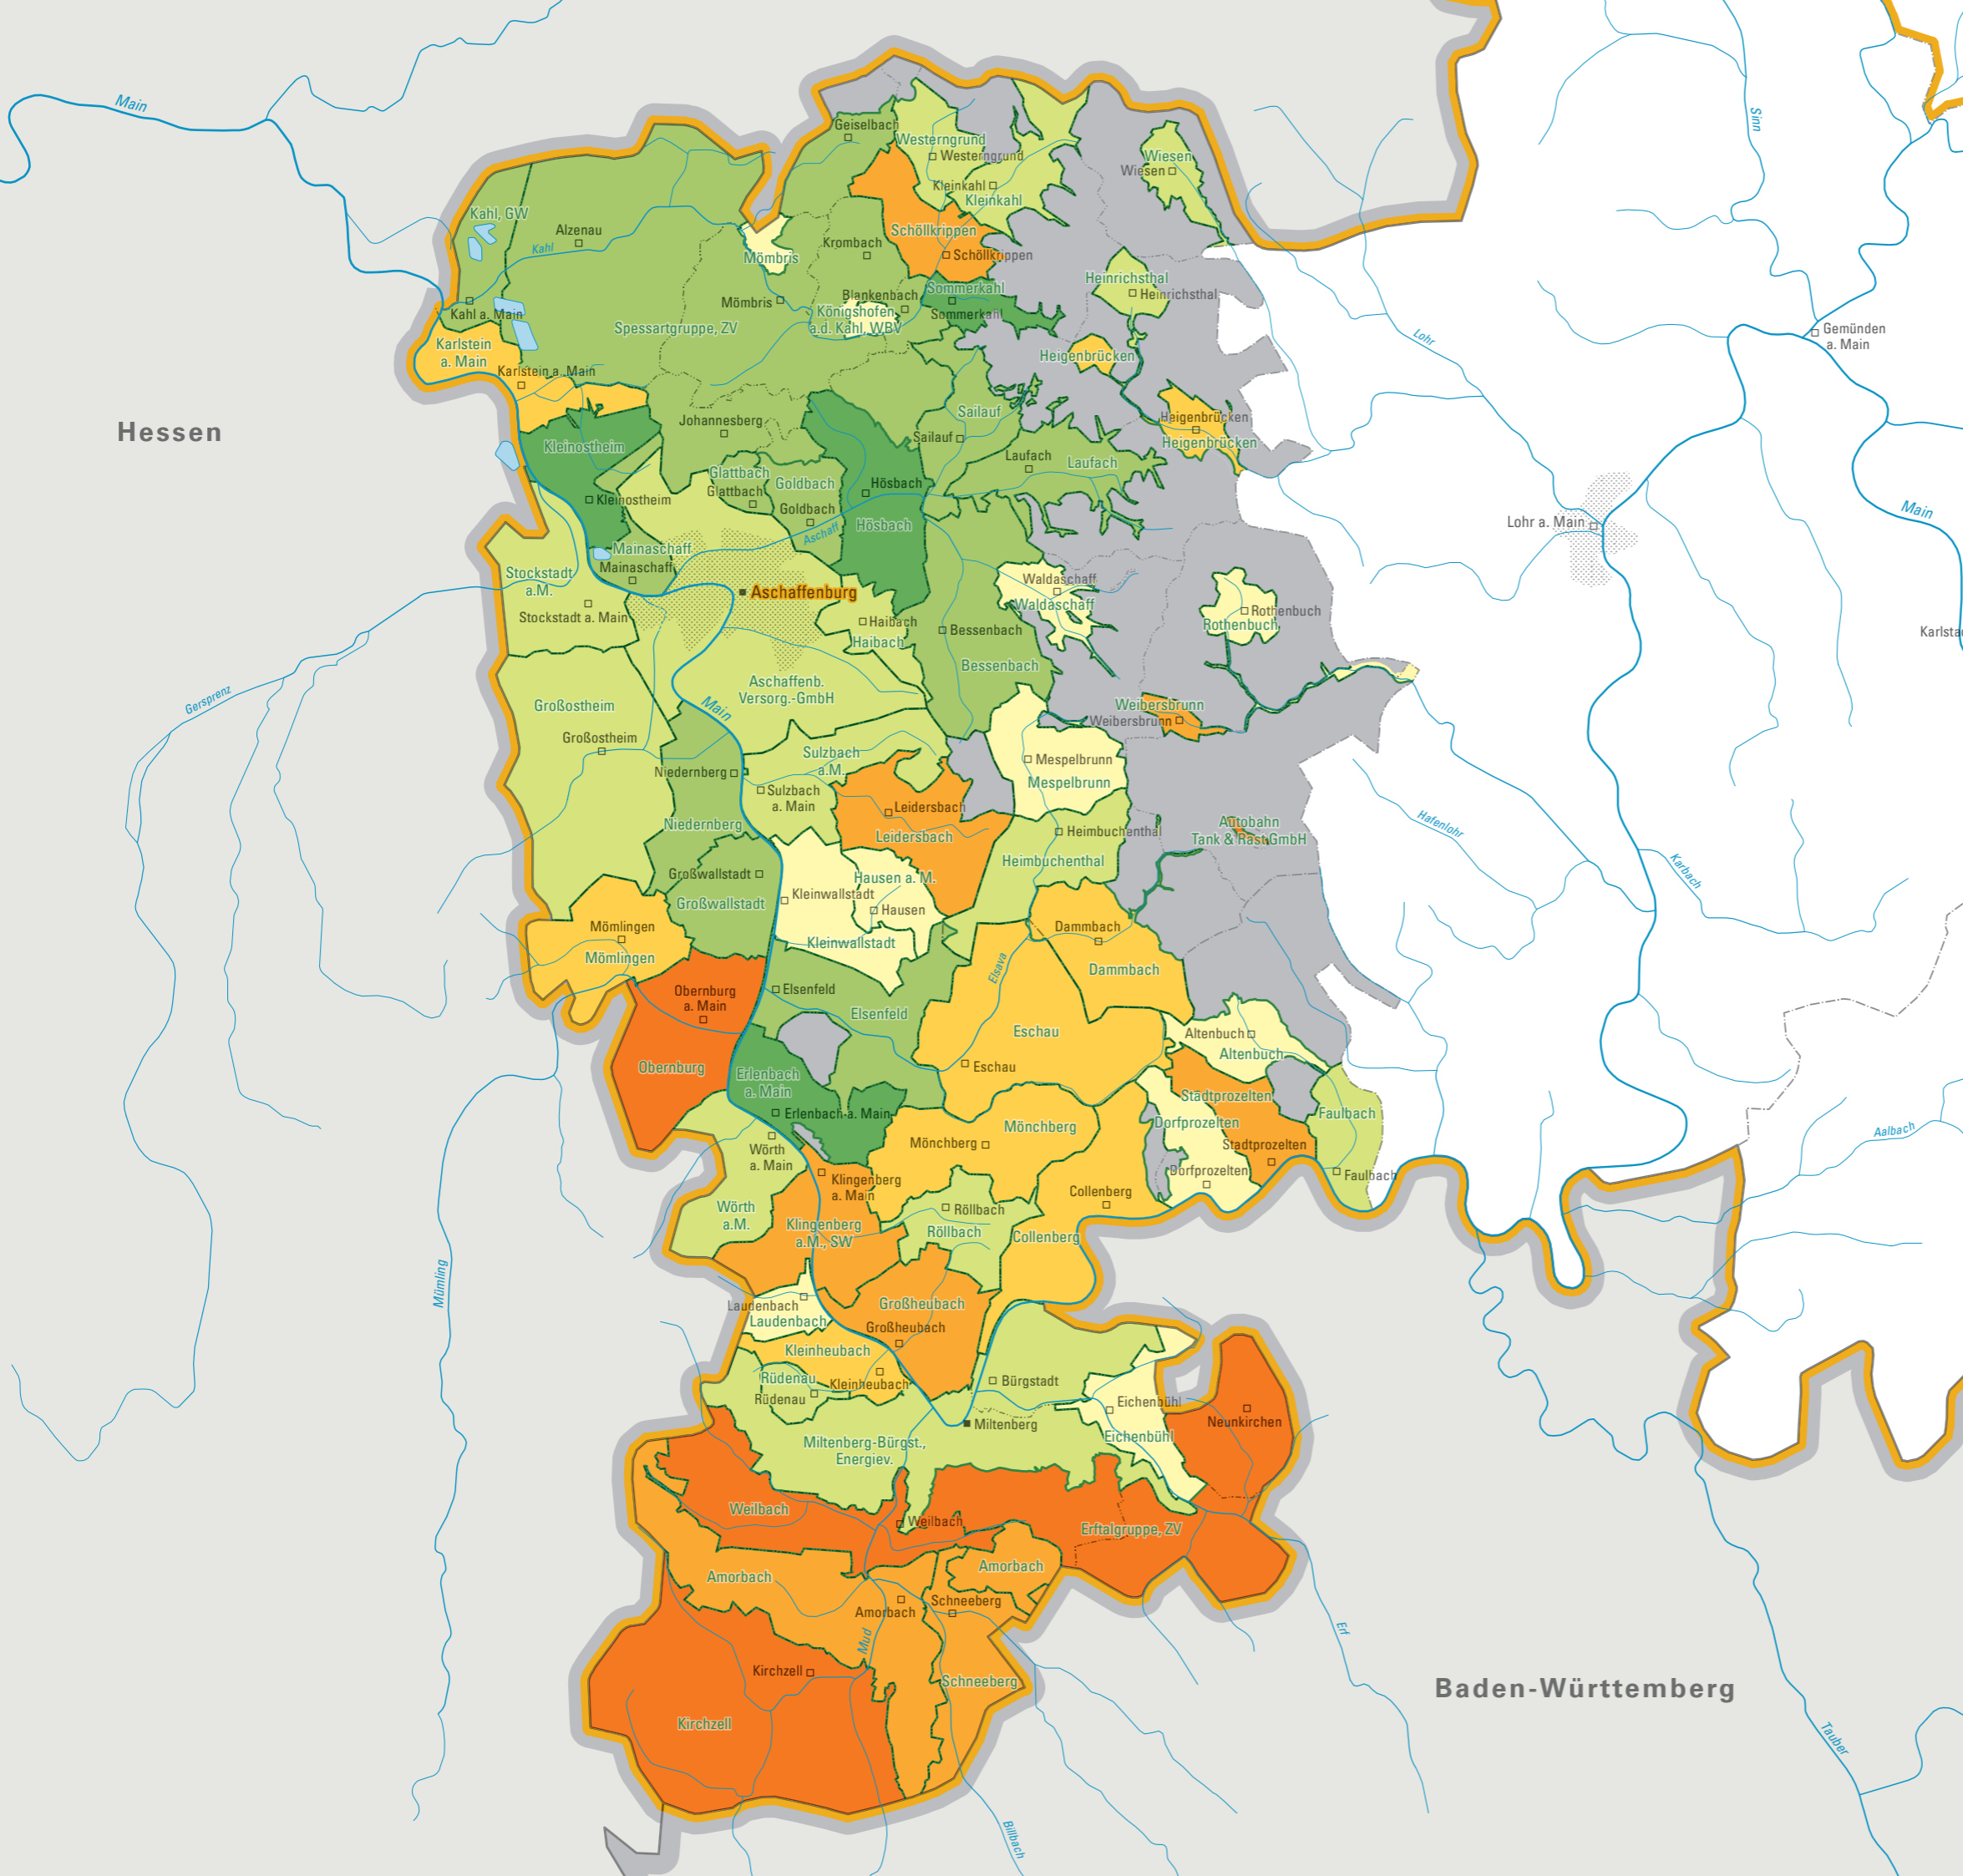 Main
Sinn
Geiselbach
Westerngrund
Westerngrund
Wiesen
Wiesen
Kleinkahl
Kleinkahl
Kahl, GW
Alzenau
Kahl
Schöllkrippen
Schöllkrippen
Krombach
Mömbris
Mömbris
Heinrichsthal
Heinrichsthal
Sommerkahl
Sommerkahl
Blankenbach
Königshofen
a.d. Kahl, WBV
Kahl a. Main
Spessartgruppe, ZV
Karlstein
a. Main
Karlstein a. Main
Heigenbrücken
Lohr
Gemünden
a. Main
Hessen
Johannesberg
Sailauf
Sailauf
Heigenbrücken
Heigenbrücken
Kleinostheim
Kleinostheim
Glattbach
Glattbach
Goldbach
Goldbach
Hösbach
Hösbach
Laufach
Laufach
Aschaff
Main
Lohr a. Main
Mainaschaff
Mainaschaff
Stockstadt
a.M.
Stockstadt a. Main
Aschaffenburg
Waldaschaff
Waldaschaff
Rothenbuch
Rothenbuch
Haibach
Haibach
Bessenbach
Bessenbach
Karlsta
Gersprenz
Großostheim
Großostheim
Aschaffenb.
Versorg.-GmbH
Main
Weibersbrunn
Weibersbrunn
Niedernberg
Niedernberg
Sulzbach
a.M.
Sulzbach
a. Main
Mespelbrunn
Mespelbrunn
Leidersbach
Leidersbach
Heimbuchenthal
Heimbuchenthal
Autobahn
Tank & Rast GmbH
Hafenlohr
Karbach
Großwallstadt
Großwallstadt
Kleinwallstadt
Kleinwallstadt
Hausen a. M.
Hausen
Mömlingen
Mömlingen
Dammbach
Dammbach
Elsava
Obernburg
a. Main
Obernburg
Elsenfeld
Elsenfeld
Eschau
Eschau
Altenbuch
Altenbuch
Erlenbach
a. Main
Erlenbach a. Main
Stadtprozelten
Stadtprozelten
Dorfprozelten
Dorfprozelten
Faulbach
Faulbach
Aalbach
Mönchberg
Mönchberg
Wörth
a. Main
Wörth
a.M.
Klingenberg
a. Main
Klingenberg
a.M., SW
Collenberg
Collenberg
Röllbach
Röllbach
Mümling
Laudenbach
Laudenbach
Großheubach
Großheubach
Kleinheubach
Kleinheubach
Rüdenau
Rüdenau
Bürgstadt
Miltenberg
Miltenberg-Bürgst.,
Energiev.
Eichenbühl
Eichenbühl
Neunkirchen
Weilbach
Weilbach
Erftalgruppe, ZV
Amorbach
Amorbach
Amorbach
Schneeberg
Schneeberg
Mud
Erf
Kirchzell
Kirchzell
Baden-Württemberg
Tauber
Billbach